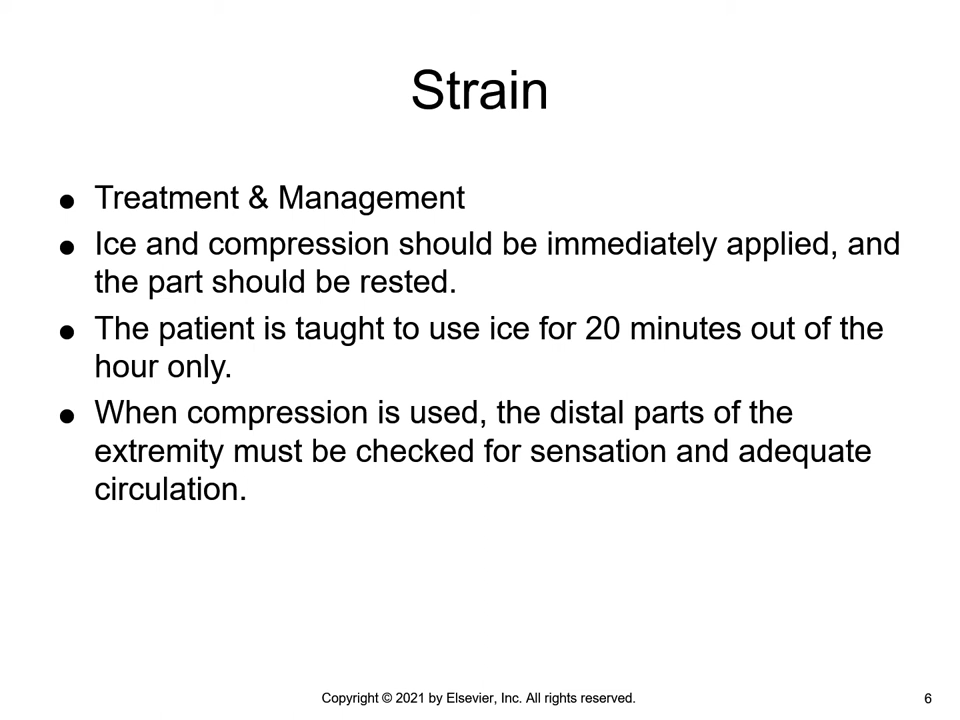 Strain
● Treatment & Management
● Ice and compression should be immediately applied, and
the part should be rested.
● The patient is taught to use ice for 20 minutes out of the
hour only.
● When compression is used, the distal parts of the
extremity must be checked for sensation and adequate
circulation.
Copyright © 2021 by Elsevier, Inc. All rights reserved.
6